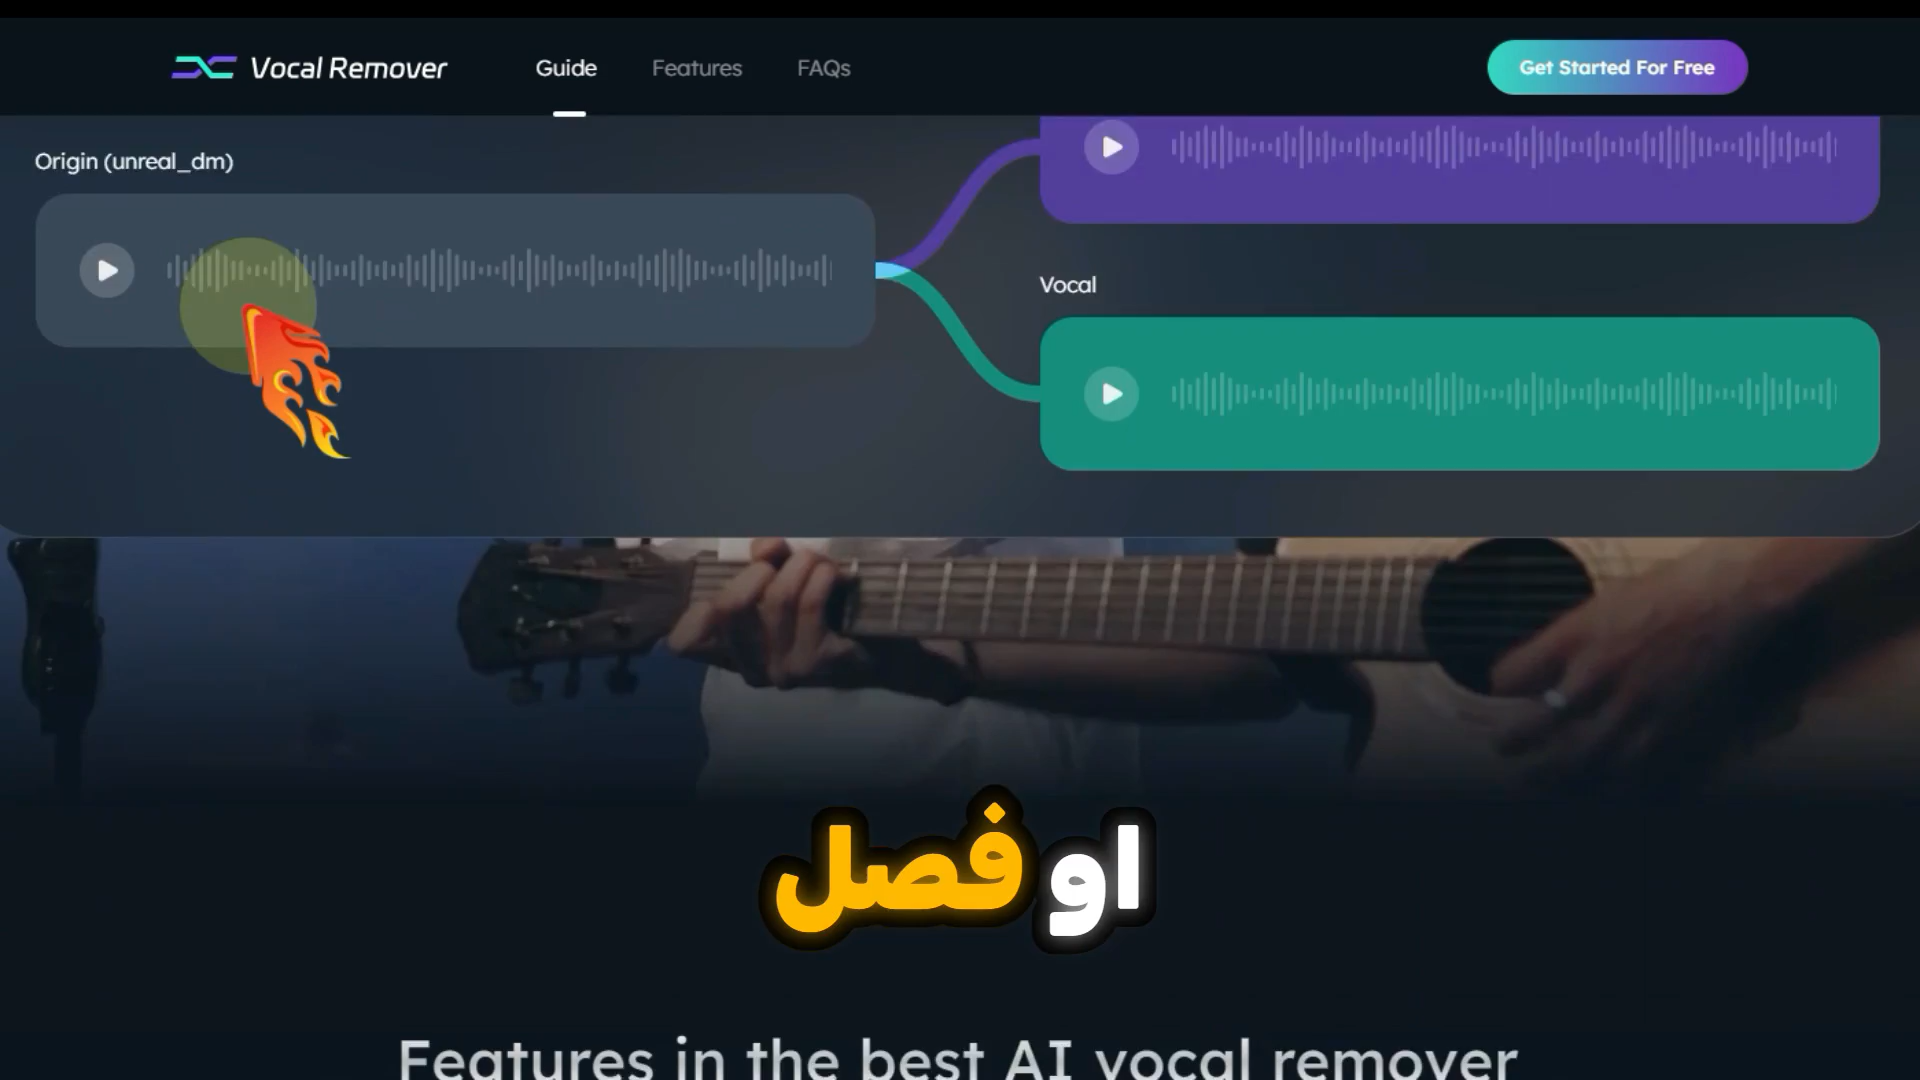 Vocal Remover
Guide
Features
FAQs
Get Started For Free
Origin (unreal_dm)
Vocal
او فصل
Features in the best AI vocal remover